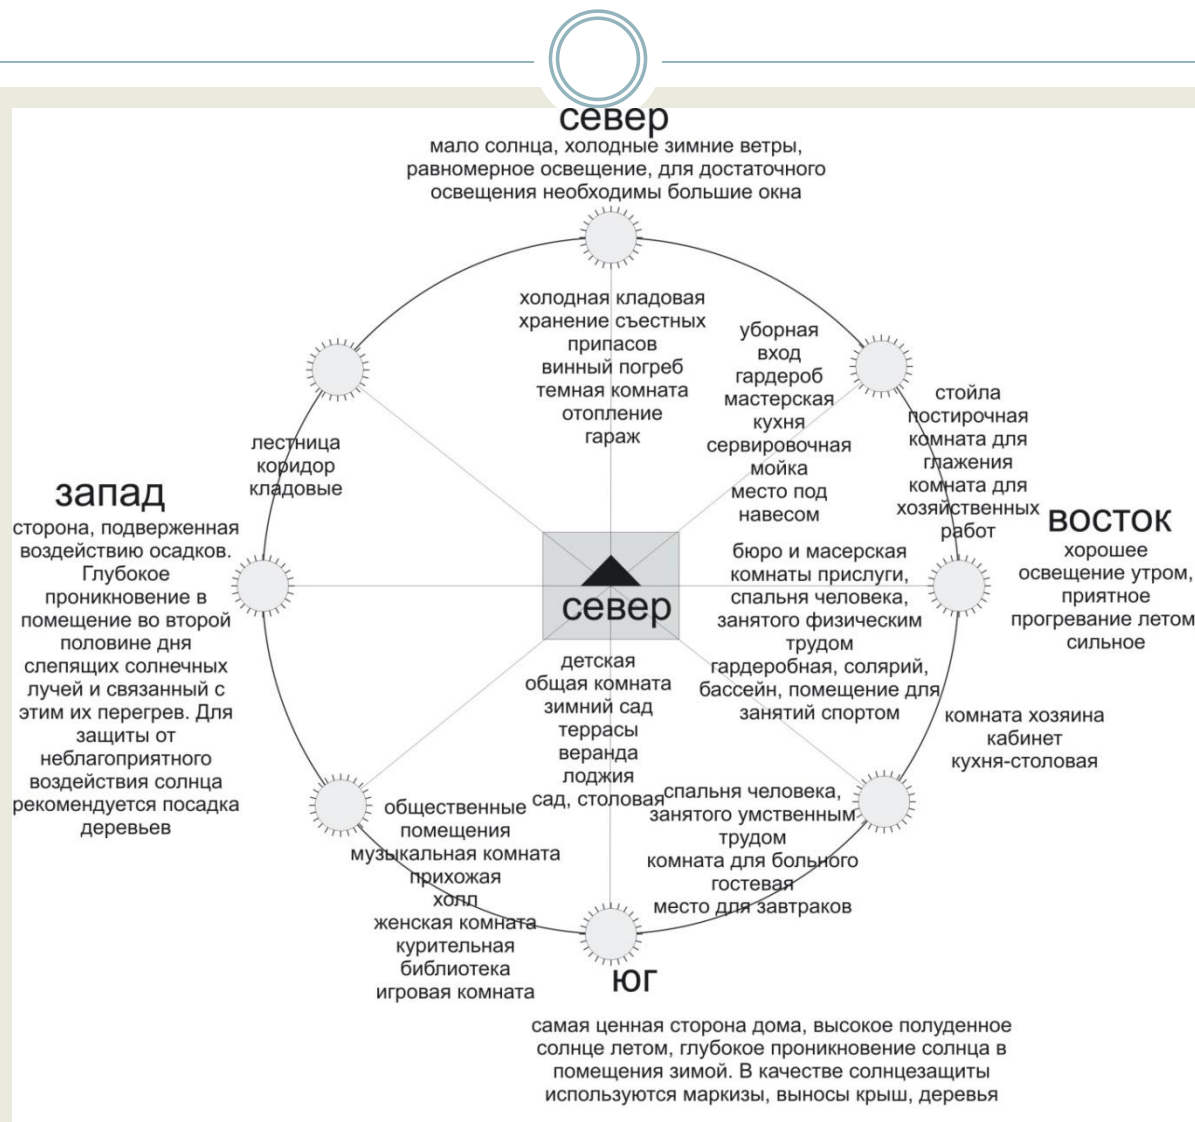 север
мало солнца, холодные зимние ветры,
равномерное освещение, для достаточного
освещения необходимы большие окна
холодная кладовая
хранение съестных
припасов
винный погреб
темная комната
отопление
гараж
уборная
вход
гардероб
мастерская
кухня
сервировочная
мойка
место под
навесом
стойла
постирочная
комната для
глажения
комната для
хозяйственных
работ
лестница
коридор
кладовые
запад
сторона, подверженная
воздействию осадков.
Глубокое
проникновение в
помещение во второй
половине дня
слепящих солнечных
лучей и связанный с
этим их перегрев. Для
защиты от
неблагоприятного
воздействия солнца
рекомендуется посадка
деревьев
восток
хорошее
освещение утром,
приятное
прогревание летом
сильное
север
бюро и масерская
комнаты прислуги,
спальня человека,
занятого физическим
трудом
гардеробная, солярий,
бассейн, помещение для
занятий спортом
детская
общая комната
зимний сад
террасы
веранда
лоджия
сад, столовая
комната хозяина
кабинет
кухня-столовая
спальня человека,
занятого умственным
трудом
комната для больного
гостевая
место для завтраков
общественные
помещения
музыкальная комната
прихожая
холл
женская комната
курительная
библиотека
игровая комната
юг
самая ценная сторона дома, высокое полуденное
солнце летом, глубокое проникновение солнца в
помещения зимой. В качестве солнцезащиты
используются маркизы, выносы крыш, деревья